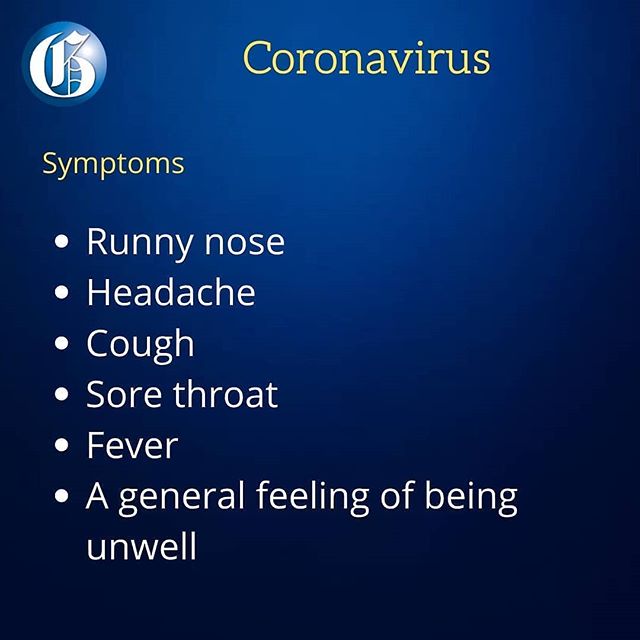 G
Coronavirus
Symptoms
• Runny nose
• Headache
• Cough
• Sore throat
• Fever
• A general feeling of being
unwell